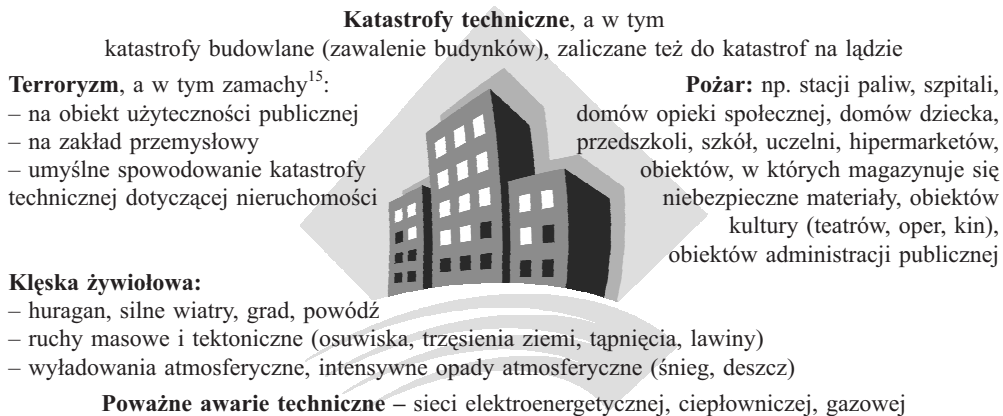 Katastrofy techniczne, a w tym
katastrofy budowlane (zawalenie budynków), zaliczane też do katastrof na lądzie
Terroryzm, a w tym zamachy15:
– na obiekt użyteczności publicznej
– na zakład przemysłowy
– umyślne spowodowanie katastrofy
technicznej dotyczącej nieruchomości
Pożar: np. stacji paliw, szpitali,
domów opieki społecznej, domów dziecka,
przedszkoli, szkół, uczelni, hipermarketów,
obiektów, w których magazynuje się
niebezpieczne materiały, obiektów
kultury (teatrów, oper, kin),
obiektów administracji publicznej
Klęska żywiołowa:
– huragan, silne wiatry, grad, powódź
– ruchy masowe i tektoniczne (osuwiska, trzęsienia ziemi, tąpnięcia, lawiny)
– wyładowania atmosferyczne, intensywne opady atmosferyczne (śnieg, deszcz)
Poważne awarie techniczne – sieci elektroenergetycznej, ciepłowniczej, gazowej